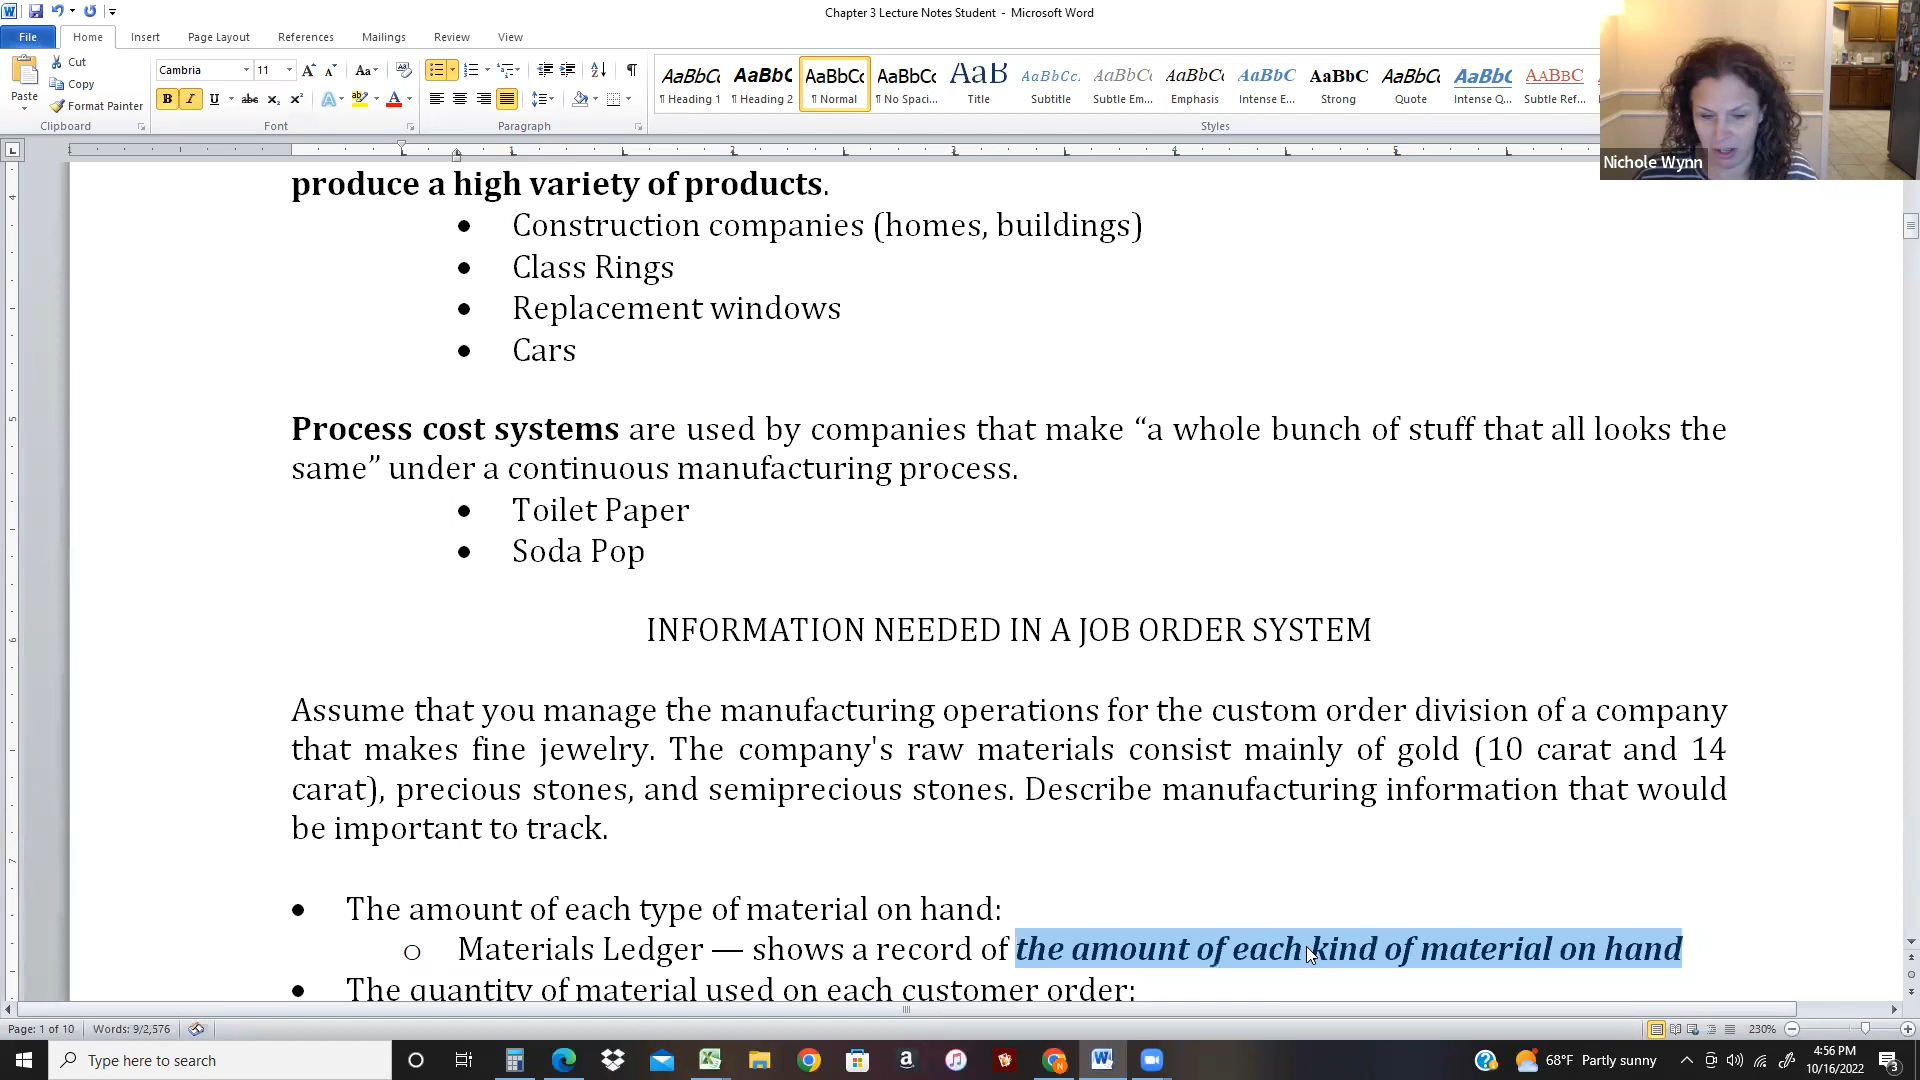 Chapter 3 Lecture Notes Student - Microsoft Word
File Home Insert Page Layout References Mailings Review View
Cut
Copy
Format Painter
Paste
Clipboard
Cambria 11
Font
Paragraph
AaBbCc AaBbC AaBbCc AaBbCc AaB AaBbCc. AaBbCc AaBbCc AaBbC AaBbC AaBbCc AaBbC AABBC
¶ Heading 1 ¶ Heading 2 ¶ Normal ¶ No Spaci... Title Subtitle Subtle Em... Emphasis Intense E... Strong Quote Intense Q... Subtle Ref...
Styles
Nichole Wynn
produce a high variety of products.
• Construction companies (homes, buildings)
• Class Rings
• Replacement windows
• Cars
Process cost systems are used by companies that make “a whole bunch of stuff that all looks the
same” under a continuous manufacturing process.
• Toilet Paper
• Soda Pop
INFORMATION NEEDED IN A JOB ORDER SYSTEM
Assume that you manage the manufacturing operations for the custom order division of a company
that makes fine jewelry. The company's raw materials consist mainly of gold (10 carat and 14
carat), precious stones, and semiprecious stones. Describe manufacturing information that would
be important to track.
• The amount of each type of material on hand:
o Materials Ledger — shows a record of the amount of each kind of material on hand
• The quantity of material used on each customer order:
Page: 1 of 10 Words: 9/2,576 230%
Type here to search
68°F Partly sunny
4:56 PM
10/16/2022
3